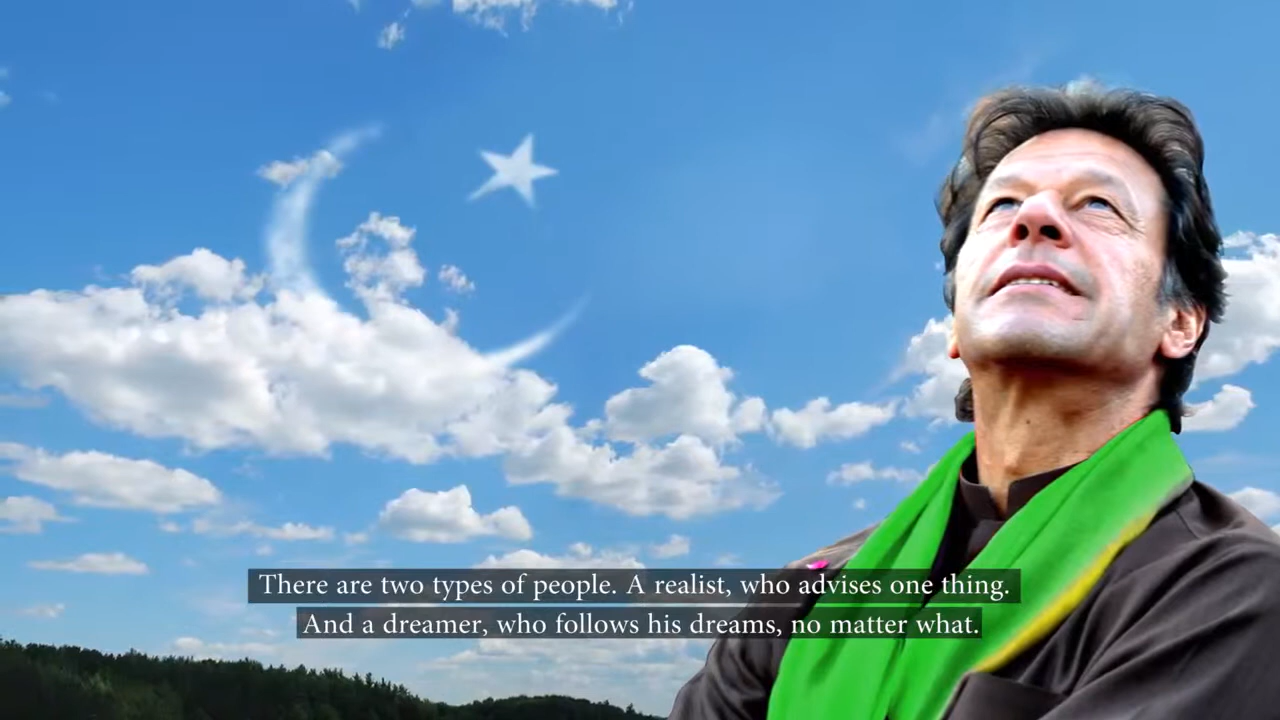 There are two types of people. A realist, who advises one thing.
And a dreamer, who follows his dreams, no matter what.